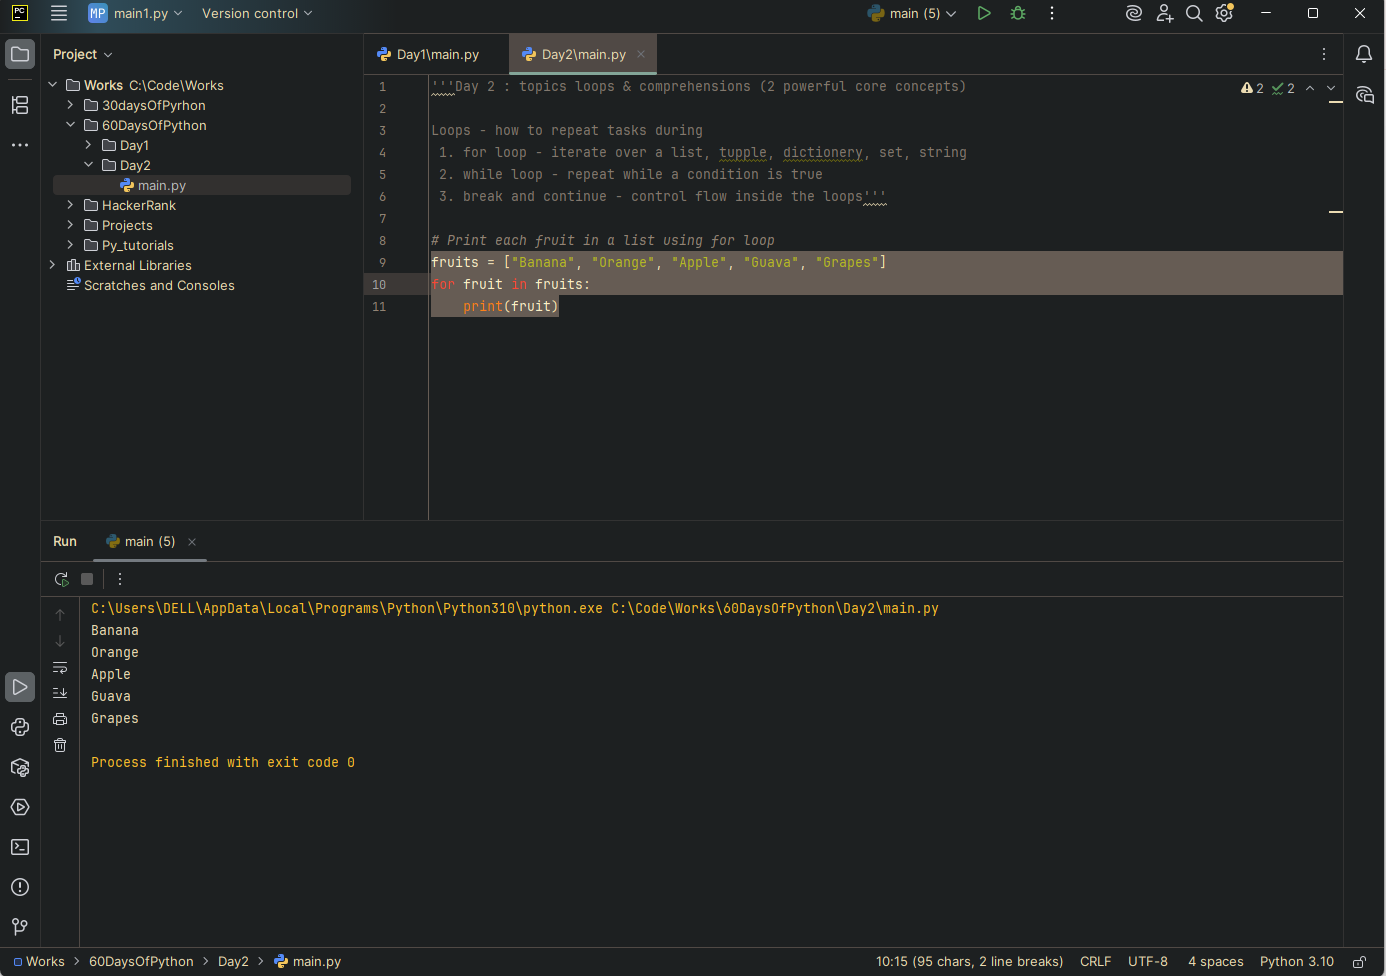 PC
MP main1.py
Version control
main (5)
Project
Day1\main.py
Day2\main.py
Works C:\Code\Works
30daysOfPyrhon
60DaysOfPython
Day1
Day2
main.py
HackerRank
Projects
Py_tutorials
External Libraries
Scratches and Consoles
2 2
1 '''Day 2 : topics loops & comprehensions (2 powerful core concepts)
2
3 Loops - how to repeat tasks during
4 1. for loop - iterate over a list, tupple, dictionery, set, string
5 2. while loop - repeat while a condition is true
6 3. break and continue - control flow inside the loops'''
7
8 # Print each fruit in a list using for loop
9 fruits = ["Banana", "Orange", "Apple", "Guava", "Grapes"]
10 for fruit in fruits:
11 print(fruit)
Run main (5)
C:\Users\DELL\AppData\Local\Programs\Python\Python310\python.exe C:\Code\Works\60DaysOfPython\Day2\main.py
Banana
Orange
Apple
Guava
Grapes
Process finished with exit code 0
Works > 60DaysOfPython > Day2 > main.py
10:15 (95 chars, 2 line breaks) CRLF UTF-8 4 spaces Python 3.10